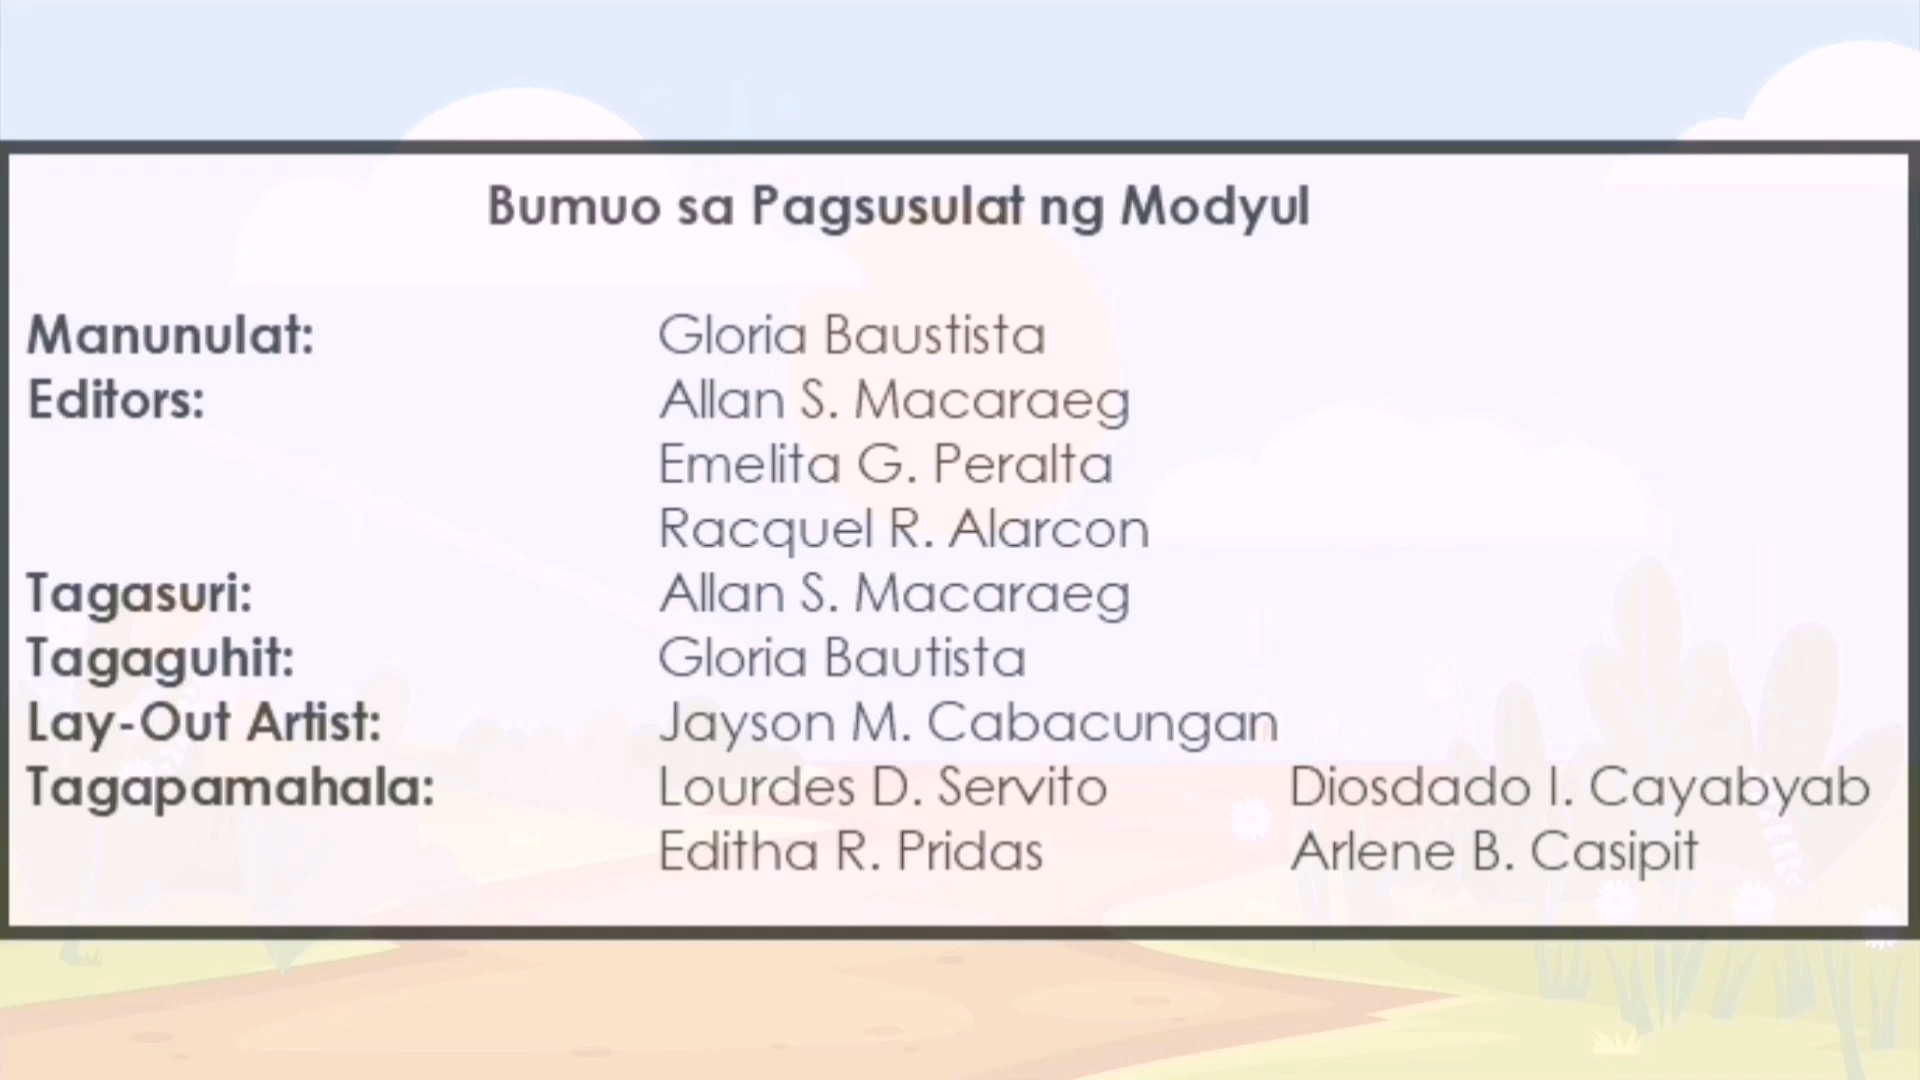 Bumuo sa Pagsusulat ng Modyul
Manunulat: Gloria Baustista
Editors: Allan S. Macaraeg
Emelita G. Peralta
Racquel R. Alarcon
Tagasuri: Allan S. Macaraeg
Tagaguhit: Gloria Bautista
Lay-Out Artist: Jayson M. Cabacungan
Tagapamahala: Lourdes D. Servito Diosdado I. Cayabyab
Editha R. Pridas Arlene B. Casipit